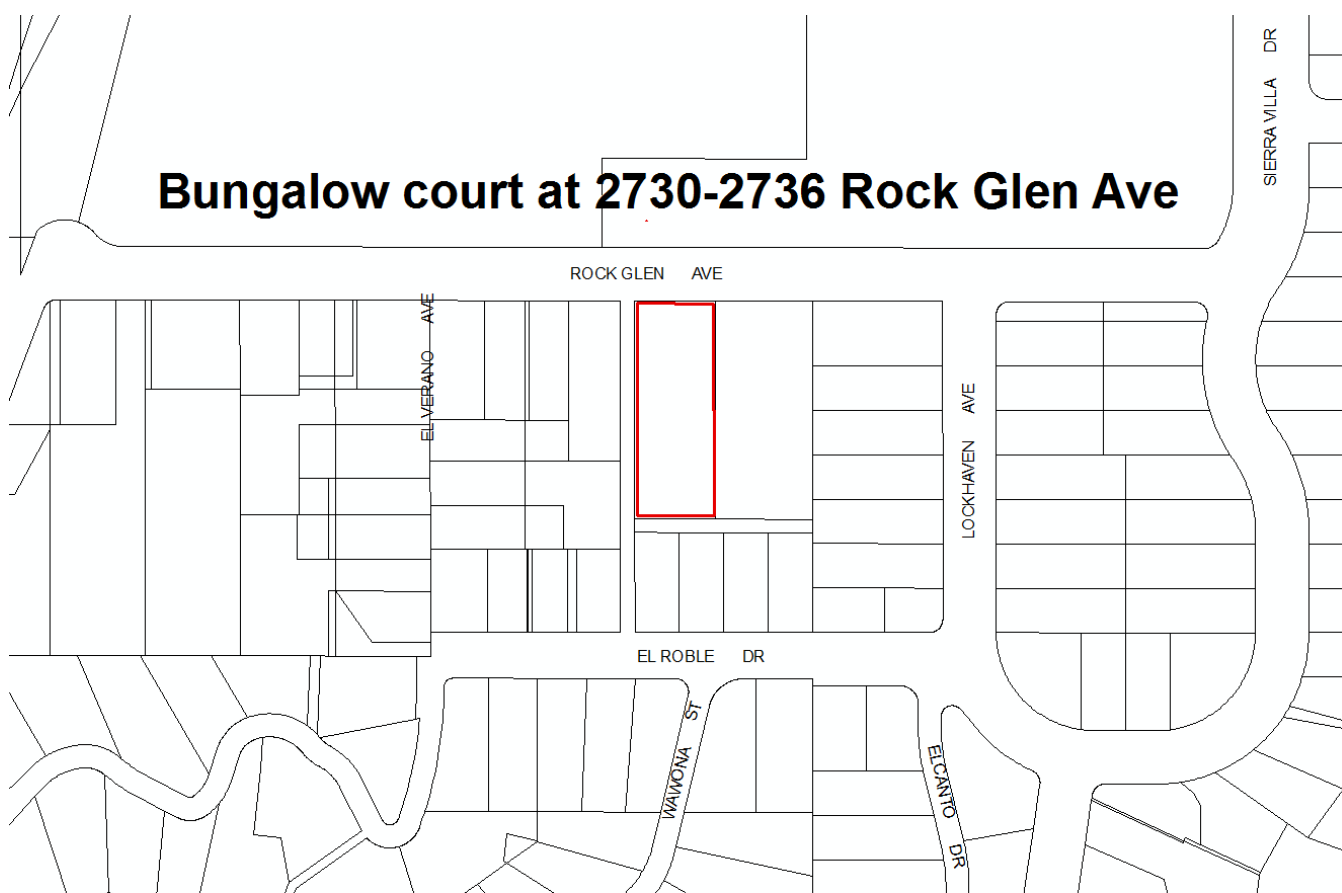 SIERRA VILLA DR
Bungalow court at 2730-2736 Rock Glen Ave
ROCK GLEN AVE
EL VERANO AVE
LOCKHAVEN AVE
EL ROBLE DR
WAWONA ST
ELCANTO DR